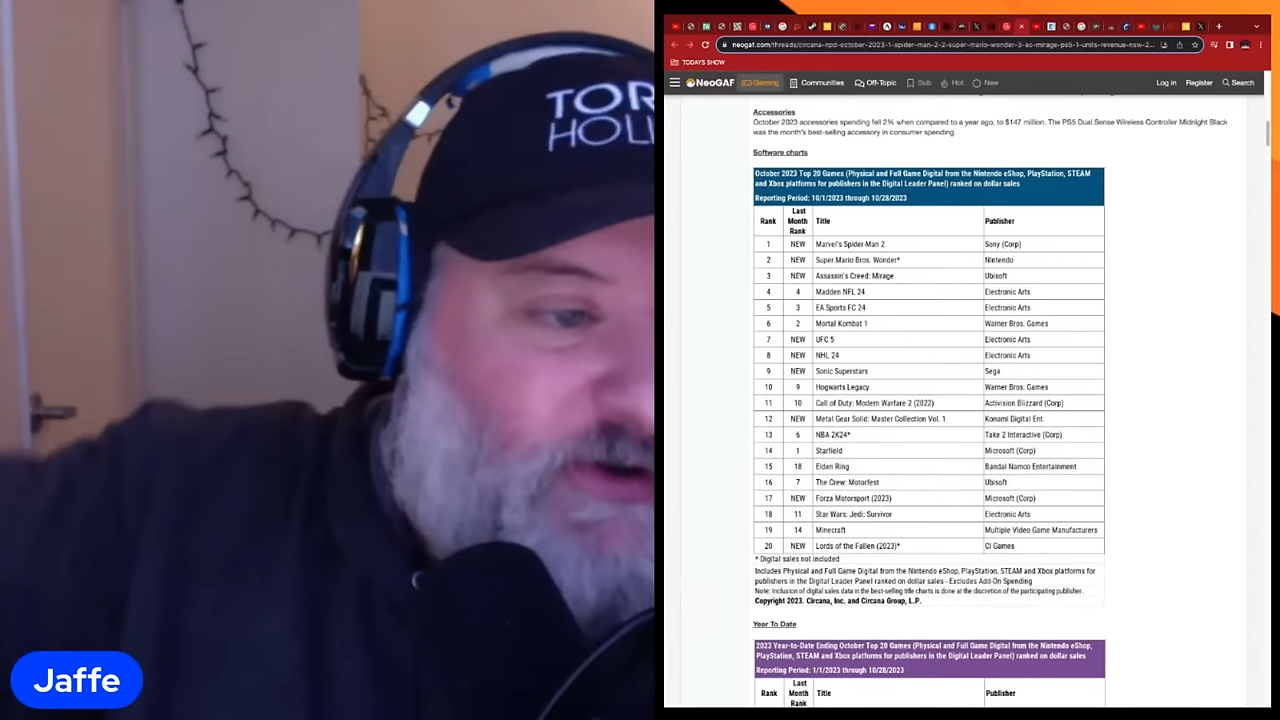 TOR
HOLL
Jaffe
neogaf.com/threads/circana-npd-october-2023-1-spider-man-2-2-super-mario-wonder-3-ac-mirage-ps5-1-units-revenue-nsw-2...
TODAYS SHOW
NeoGAF Gaming Communities Off-Topic Sub Hot New Log in Register Search
Accessories
October 2023 accessories spending fell 2% when compared to a year ago, to $147 million. The PS5 Dual Sense Wireless Controller Midnight Black
was the month's best-selling accessory in consumer spending.
Software charts
October 2023 Top 20 Games (Physical and Full Game Digital from the Nintendo eShop, PlayStation, STEAM
and Xbox platforms for publishers in the Digital Leader Panel) ranked on dollar sales
Reporting Period: 10/1/2023 through 10/28/2023
Rank Last Month Rank Title Publisher
1 NEW Marvel's Spider-Man 2 Sony (Corp)
2 NEW Super Mario Bros. Wonder* Nintendo
3 NEW Assassin's Creed: Mirage Ubisoft
4 4 Madden NFL 24 Electronic Arts
5 3 EA Sports FC 24 Electronic Arts
6 2 Mortal Kombat 1 Warner Bros. Games
7 NEW UFC 5 Electronic Arts
8 NEW NHL 24 Electronic Arts
9 NEW Sonic Superstars Sega
10 9 Hogwarts Legacy Warner Bros. Games
11 10 Call of Duty: Modern Warfare 2 (2022) Activision Blizzard (Corp)
12 NEW Metal Gear Solid: Master Collection Vol. 1 Konami Digital Ent.
13 6 NBA 2K24* Take 2 Interactive (Corp)
14 1 Starfield Microsoft (Corp)
15 18 Elden Ring Bandai Namco Entertainment
16 7 The Crew: Motorfest Ubisoft
17 NEW Forza Motorsport (2023) Microsoft (Corp)
18 11 Star Wars: Jedi: Survivor Electronic Arts
19 14 Minecraft Multiple Video Game Manufacturers
20 NEW Lords of the Fallen (2023)* CI Games
* Digital sales not included
Includes Physical and Full Game Digital from the Nintendo eShop, PlayStation, STEAM and Xbox platforms for
publishers in the Digital Leader Panel ranked on dollar sales - Excludes Add-On Spending
Note: Inclusion of digital sales data in the best-selling title charts is done at the discretion of the participating publisher.
Copyright 2023. Circana, Inc. and Circana Group, L.P.
Year To Date
2023 Year-to-Date Ending October Top 20 Games (Physical and Full Game Digital from the Nintendo eShop,
PlayStation, STEAM and Xbox platforms for publishers in the Digital Leader Panel) ranked on dollar sales
Reporting Period: 1/1/2023 through 10/28/2023
Rank Last Month Rank Title Publisher